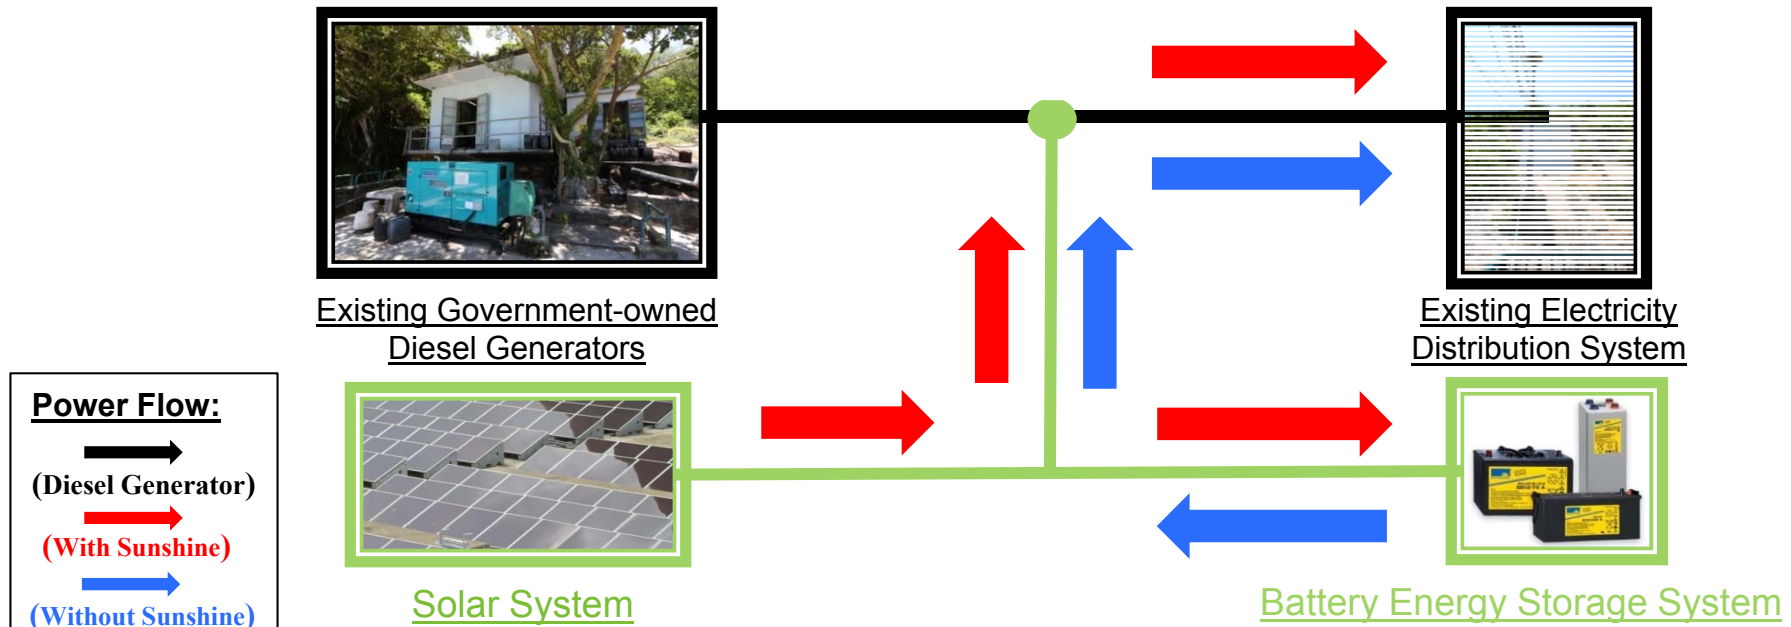 Existing Government-owned
Diesel Generators
Existing Electricity
Distribution System
Power Flow:
(Diesel Generator)
(With Sunshine)
(Without Sunshine)
Solar System
Battery Energy Storage System